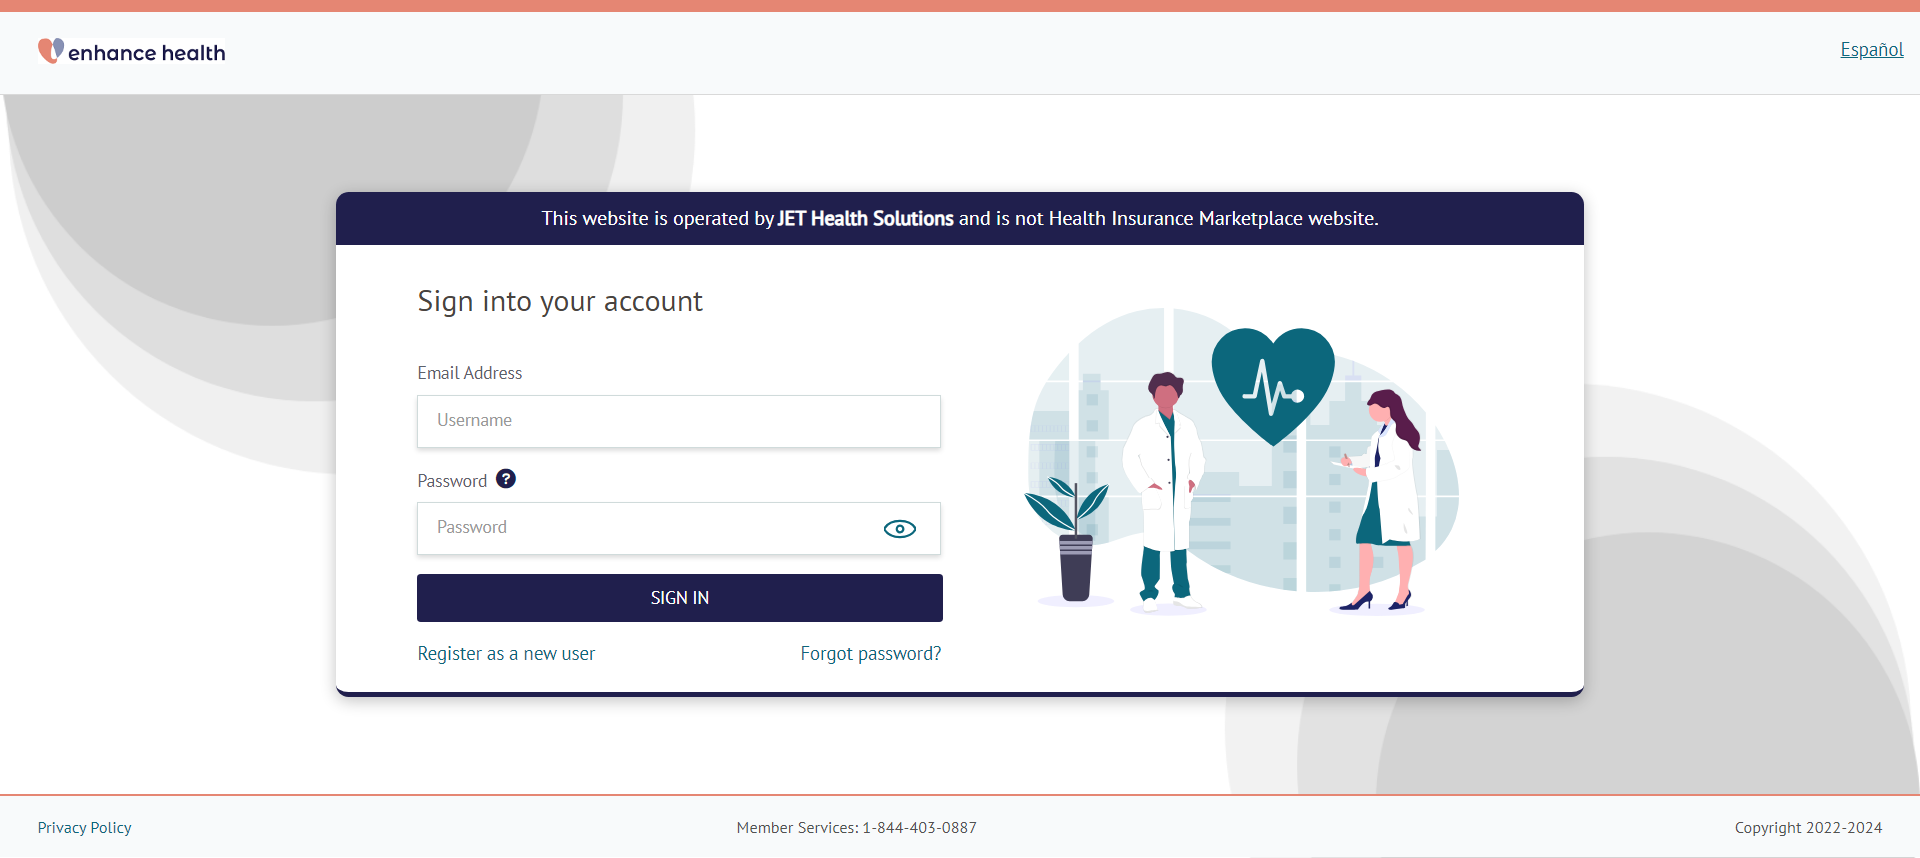 enhance health
Español
This website is operated by JET Health Solutions and is not Health Insurance Marketplace website.
Sign into your account
Email Address
Username
Password ?
Password
SIGN IN
Register as a new user
Forgot password?
Privacy Policy
Member Services: 1-844-403-0887
Copyright 2022-2024